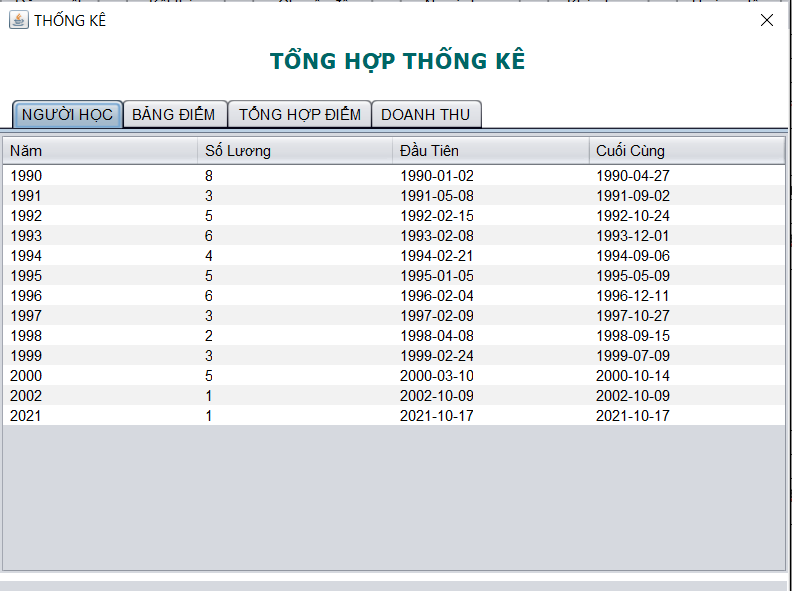 THỐNG KÊ
TỔNG HỢP THỐNG KÊ
NGƯỜI HỌC BẢNG ĐIỂM TỔNG HỢP ĐIỂM DOANH THU
Năm Số Lương Đầu Tiên Cuối Cùng
1990 8 1990-01-02 1990-04-27
1991 3 1991-05-08 1991-09-02
1992 5 1992-02-15 1992-10-24
1993 6 1993-02-08 1993-12-01
1994 4 1994-02-21 1994-09-06
1995 5 1995-01-05 1995-05-09
1996 6 1996-02-04 1996-12-11
1997 3 1997-02-09 1997-10-27
1998 2 1998-04-08 1998-09-15
1999 3 1999-02-24 1999-07-09
2000 5 2000-03-10 2000-10-14
2002 1 2002-10-09 2002-10-09
2021 1 2021-10-17 2021-10-17